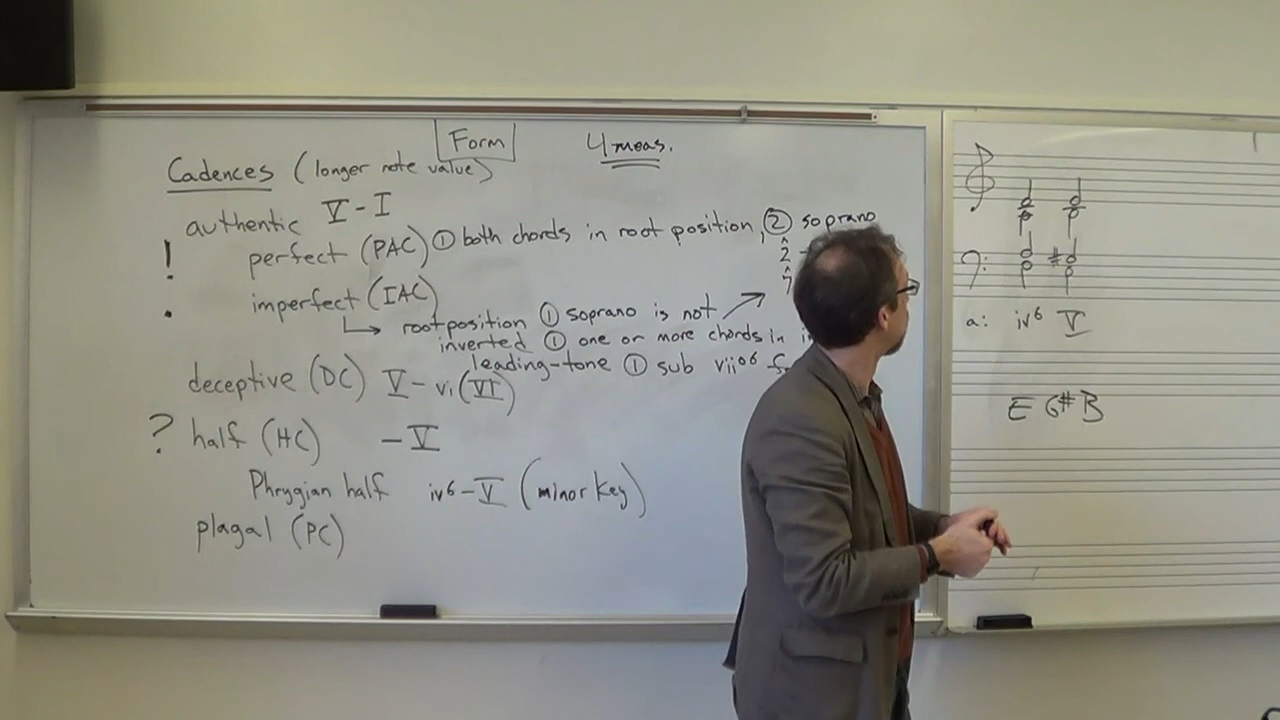 Form 4 meas.
Cadences (longer note value)
authentic V - I
! perfect (PAC) ① both chords in root position, ② soprano
2̂
7̂
imperfect (IAC)
↳ root position ① soprano is not ↗
inverted ① one or more chords in
leading-tone ① sub viio6
deceptive (DC) V - vi (VI)
? half (HC) - V
Phrygian half iv6 - V (minor key)
plagal (PC)
a: iv6 V
E G# B